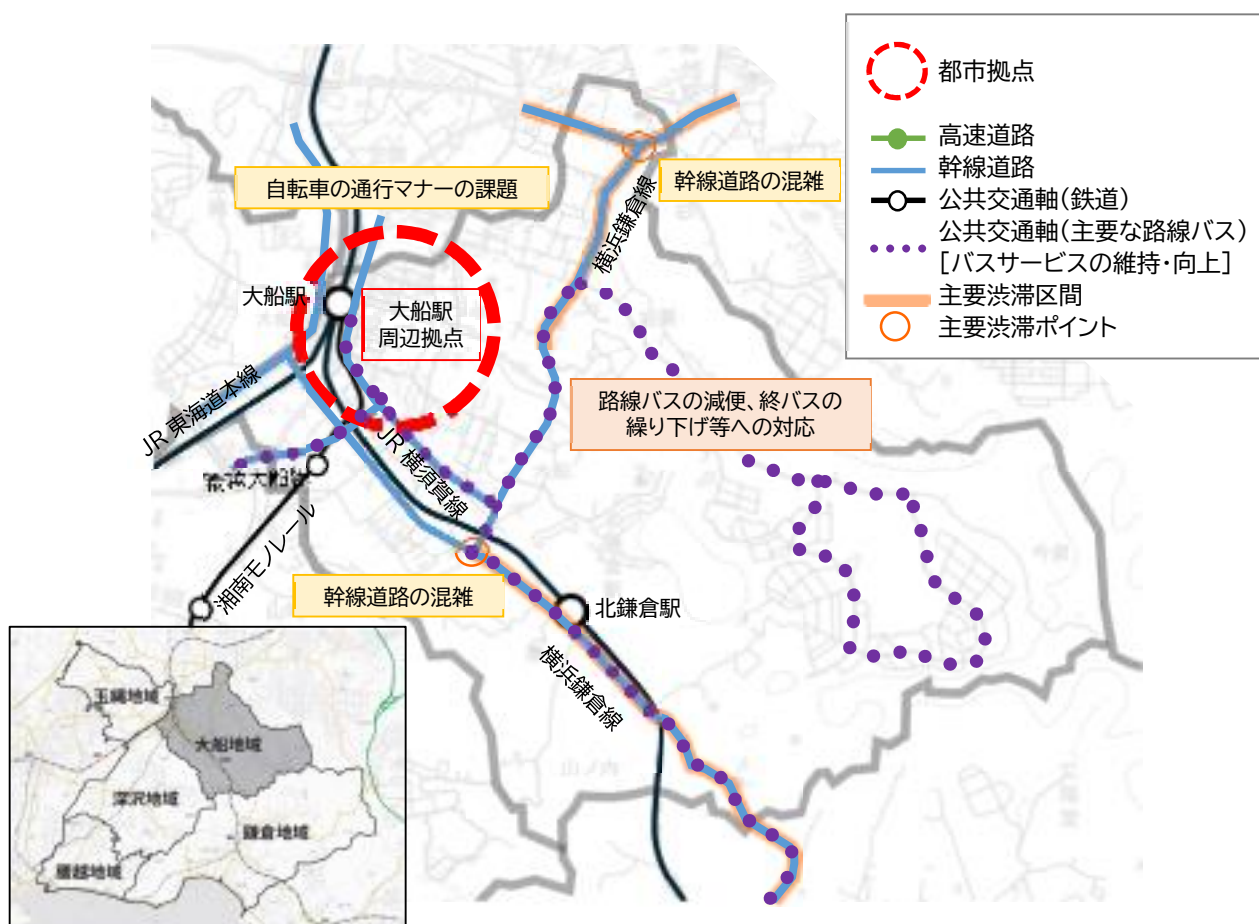 都市拠点
高速道路
幹線道路
公共交通軸(鉄道)
公共交通軸(主要な路線バス)
[バスサービスの維持・向上]
主要渋滞区間
主要渋滞ポイント
自転車の通行マナーの課題
幹線道路の混雑
横浜鎌倉線
大船駅
大船駅
周辺拠点
JR 東海道本線
路線バスの減便、終バスの
繰り下げ等への対応
JR 横須賀線
湘南モノレール
幹線道路の混雑
北鎌倉駅
横浜鎌倉線
山ノ内
玉縄地域
大船地域
深沢地域
鎌倉地域
腰越地域